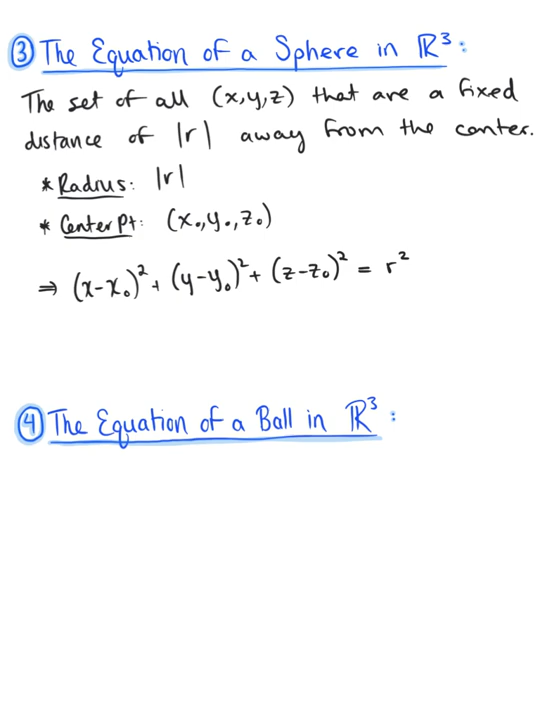 ③ The Equation of a Sphere in ℝ³:
The set of all (x,y,z) that are a fixed
distance of |r| away from the center.
* Radius: |r|
* Center Pt: (x₀,y₀,z₀)
⇒ (x-x₀)² + (y-y₀)² + (z-z₀)² = r²
④ The Equation of a Ball in ℝ³: